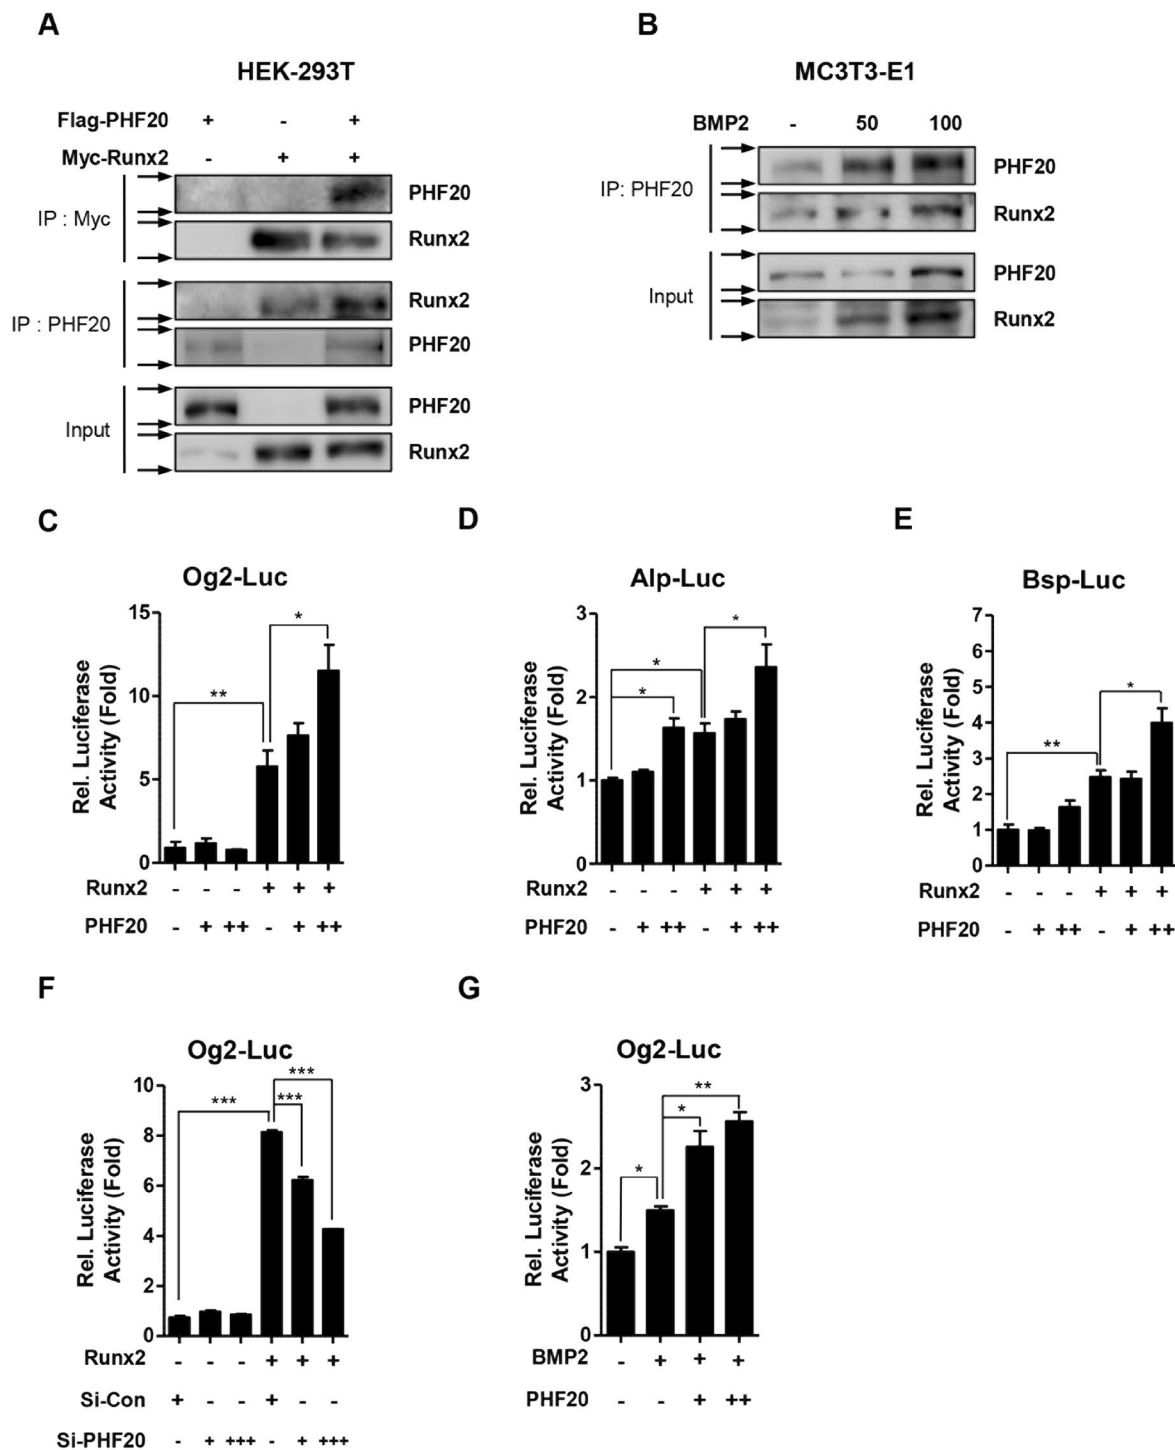 A
HEK-293T
Flag-PHF20 + - +
Myc-Runx2 - + +
IP : Myc
PHF20
Runx2
IP : PHF20
Runx2
PHF20
Input
PHF20
Runx2
B
MC3T3-E1
BMP2 - 50 100
IP: PHF20
PHF20
Runx2
Input
PHF20
Runx2
C
Og2-Luc
Rel. Luciferase
Activity (Fold)
15
10
5
0
**
*
Runx2 - - - + + +
PHF20 - + ++ - + ++
D
Alp-Luc
Rel. Luciferase
Activity (Fold)
3
2
1
0
*
*
*
Runx2 - - - + + +
PHF20 - + ++ - + ++
E
Bsp-Luc
Rel. Luciferase
Activity (Fold)
7
6
5
4
3
2
1
0
**
*
Runx2 - - - + + +
PHF20 - + ++ - + ++
F
Og2-Luc
Rel. Luciferase
Activity (Fold)
10
8
6
4
2
0
***
***
***
Runx2 - - - + + +
Si-Con + - - + - -
Si-PHF20 - + +++ - + +++
G
Og2-Luc
Rel. Luciferase
Activity (Fold)
3
2
1
0
*
*
**
BMP2 - + + +
PHF20 - - + ++